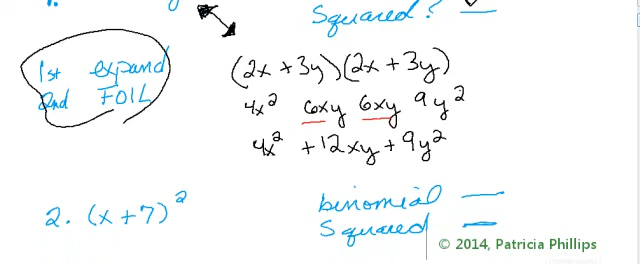 Squared?
1st expand
2nd FOIL
(2x + 3y)(2x + 3y)
4x² 6xy 6xy 9y²
4x² + 12xy + 9y²
2. (x + 7)²
binomial
Squared
© 2014, Patricia Phillips